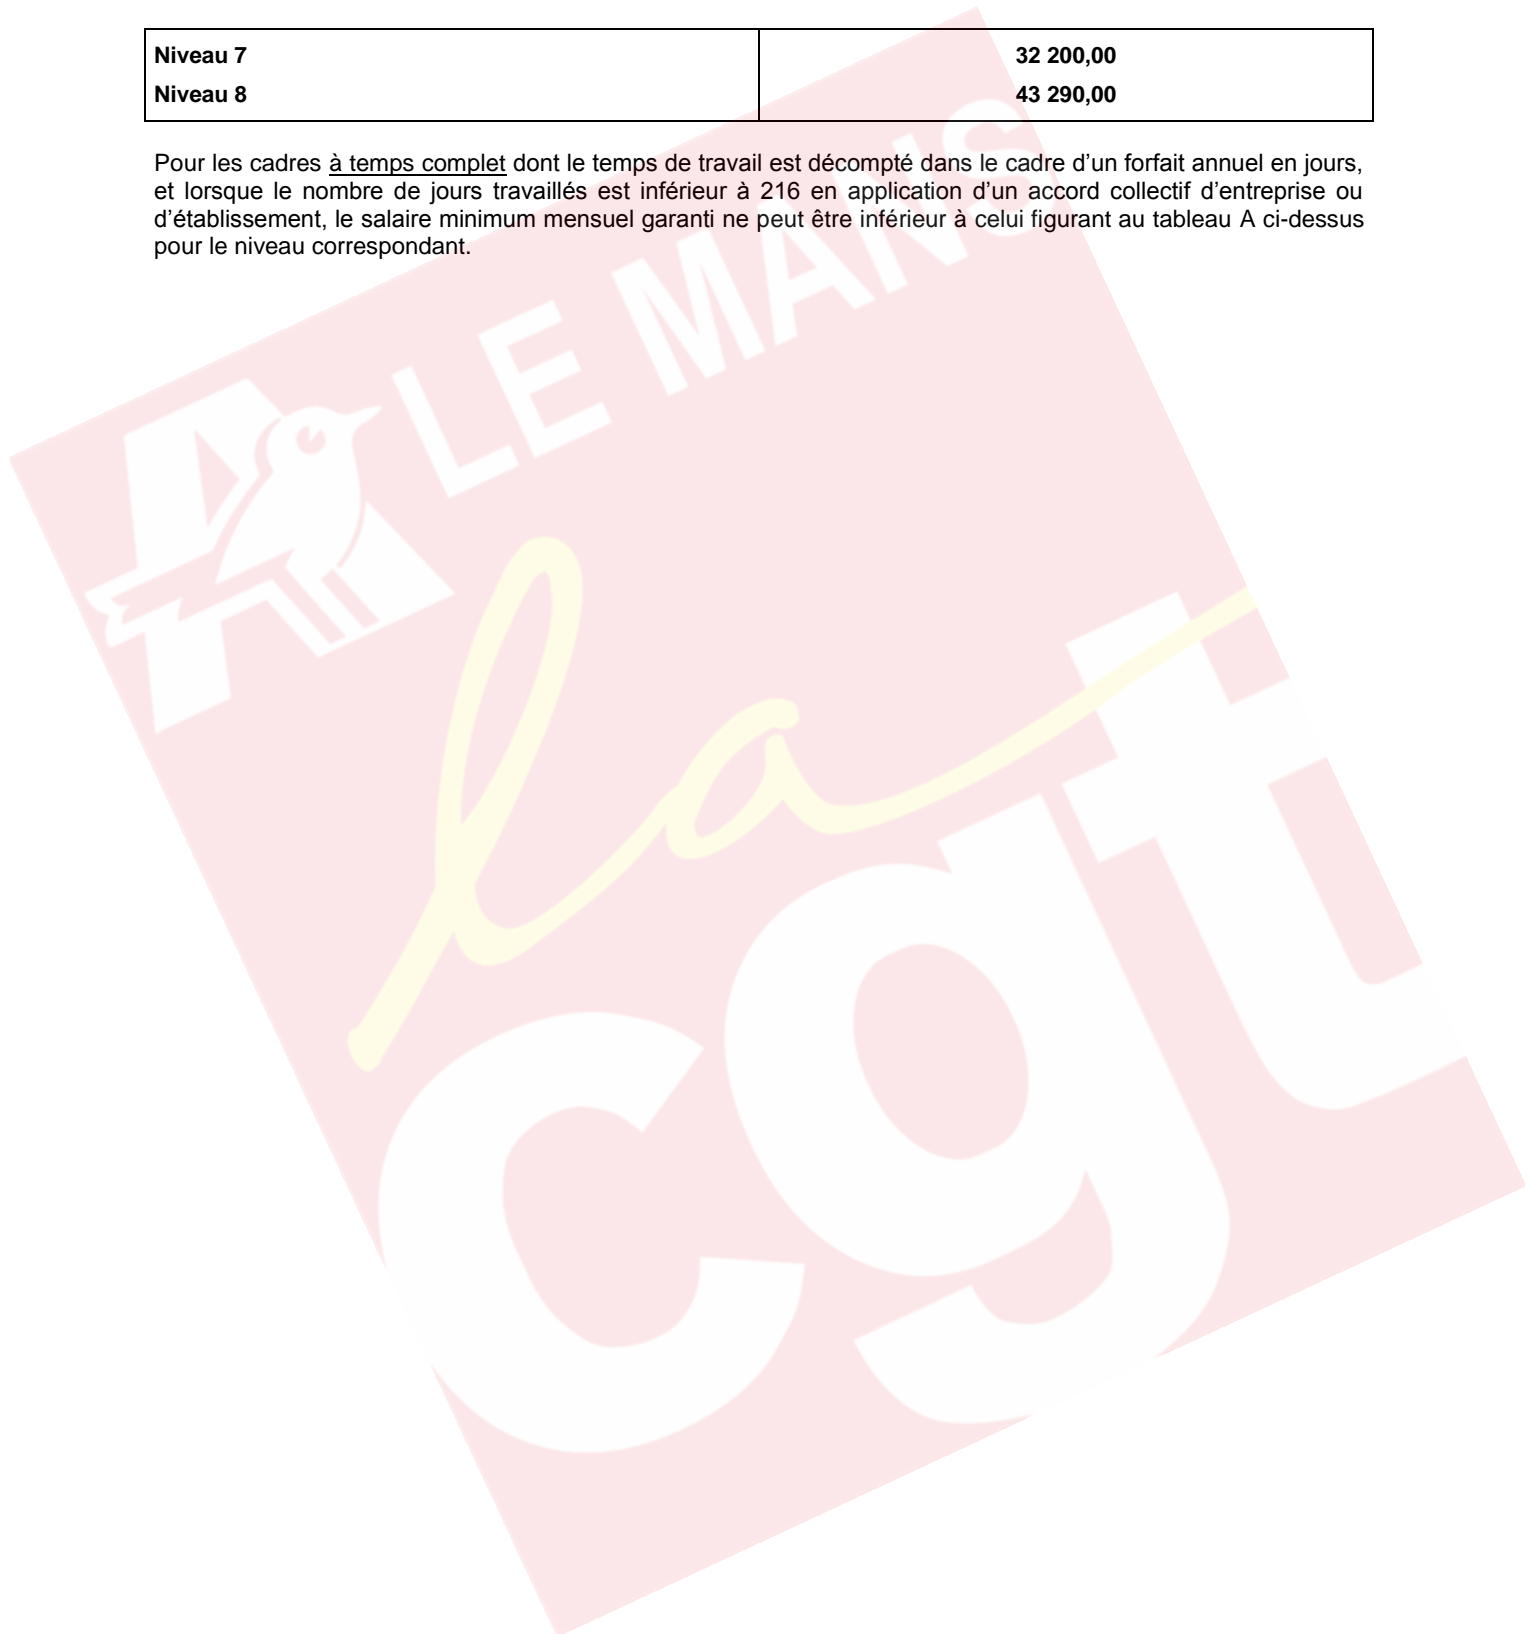 Niveau 7 32 200,00
Niveau 8 43 290,00
Pour les cadres à temps complet dont le temps de travail est décompté dans le cadre d’un forfait annuel en jours,
et lorsque le nombre de jours travaillés est inférieur à 216 en application d’un accord collectif d’entreprise ou
d’établissement, le salaire minimum mensuel garanti ne peut être inférieur à celui figurant au tableau A ci-dessus
pour le niveau correspondant.
LE MANS
la
cgt